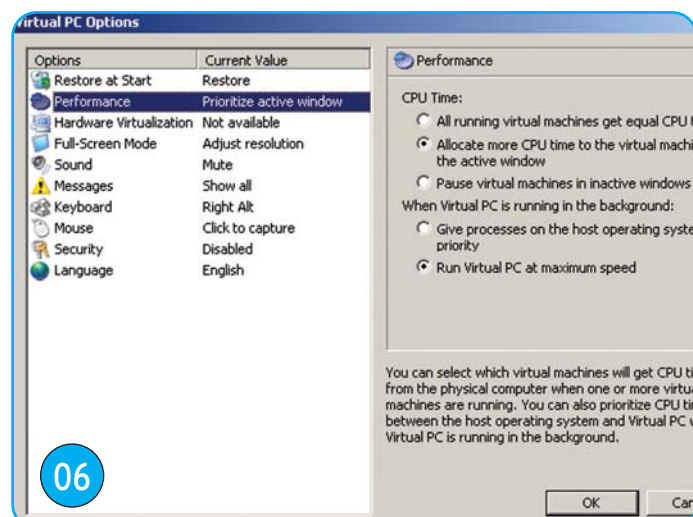 Virtual PC Options
Options Current Value
Restore at Start Restore
Performance Prioritize active window
Hardware Virtualization Not available
Full-Screen Mode Adjust resolution
Sound Mute
Messages Show all
Keyboard Right Alt
Mouse Click to capture
Security Disabled
Language English
Performance
CPU Time:
All running virtual machines get equal CPU
Allocate more CPU time to the virtual
the active window
Pause virtual machines in inactive windows
When Virtual PC is running in the background:
Give processes on the host operating
priority
Run Virtual PC at maximum speed
You can select which virtual machines will get CPU
from the physical computer when one or more
machines are running. You can also prioritize CPU
between the host operating system and Virtual PC
Virtual PC is running in the background.
OK
06